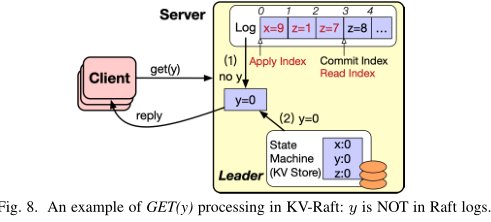 Server
0 1 2 3 4
Log x=9 z=1 z=7 z=8 ...
(1)
Apply Index
Commit Index
Read Index
Client
get(y)
no y
y=0
reply
(2) y=0
State
Machine
(KV Store)
x:0
y:0
z:0
Leader
Fig. 8. An example of GET(y) processing in KV-Raft: y is NOT in Raft logs.